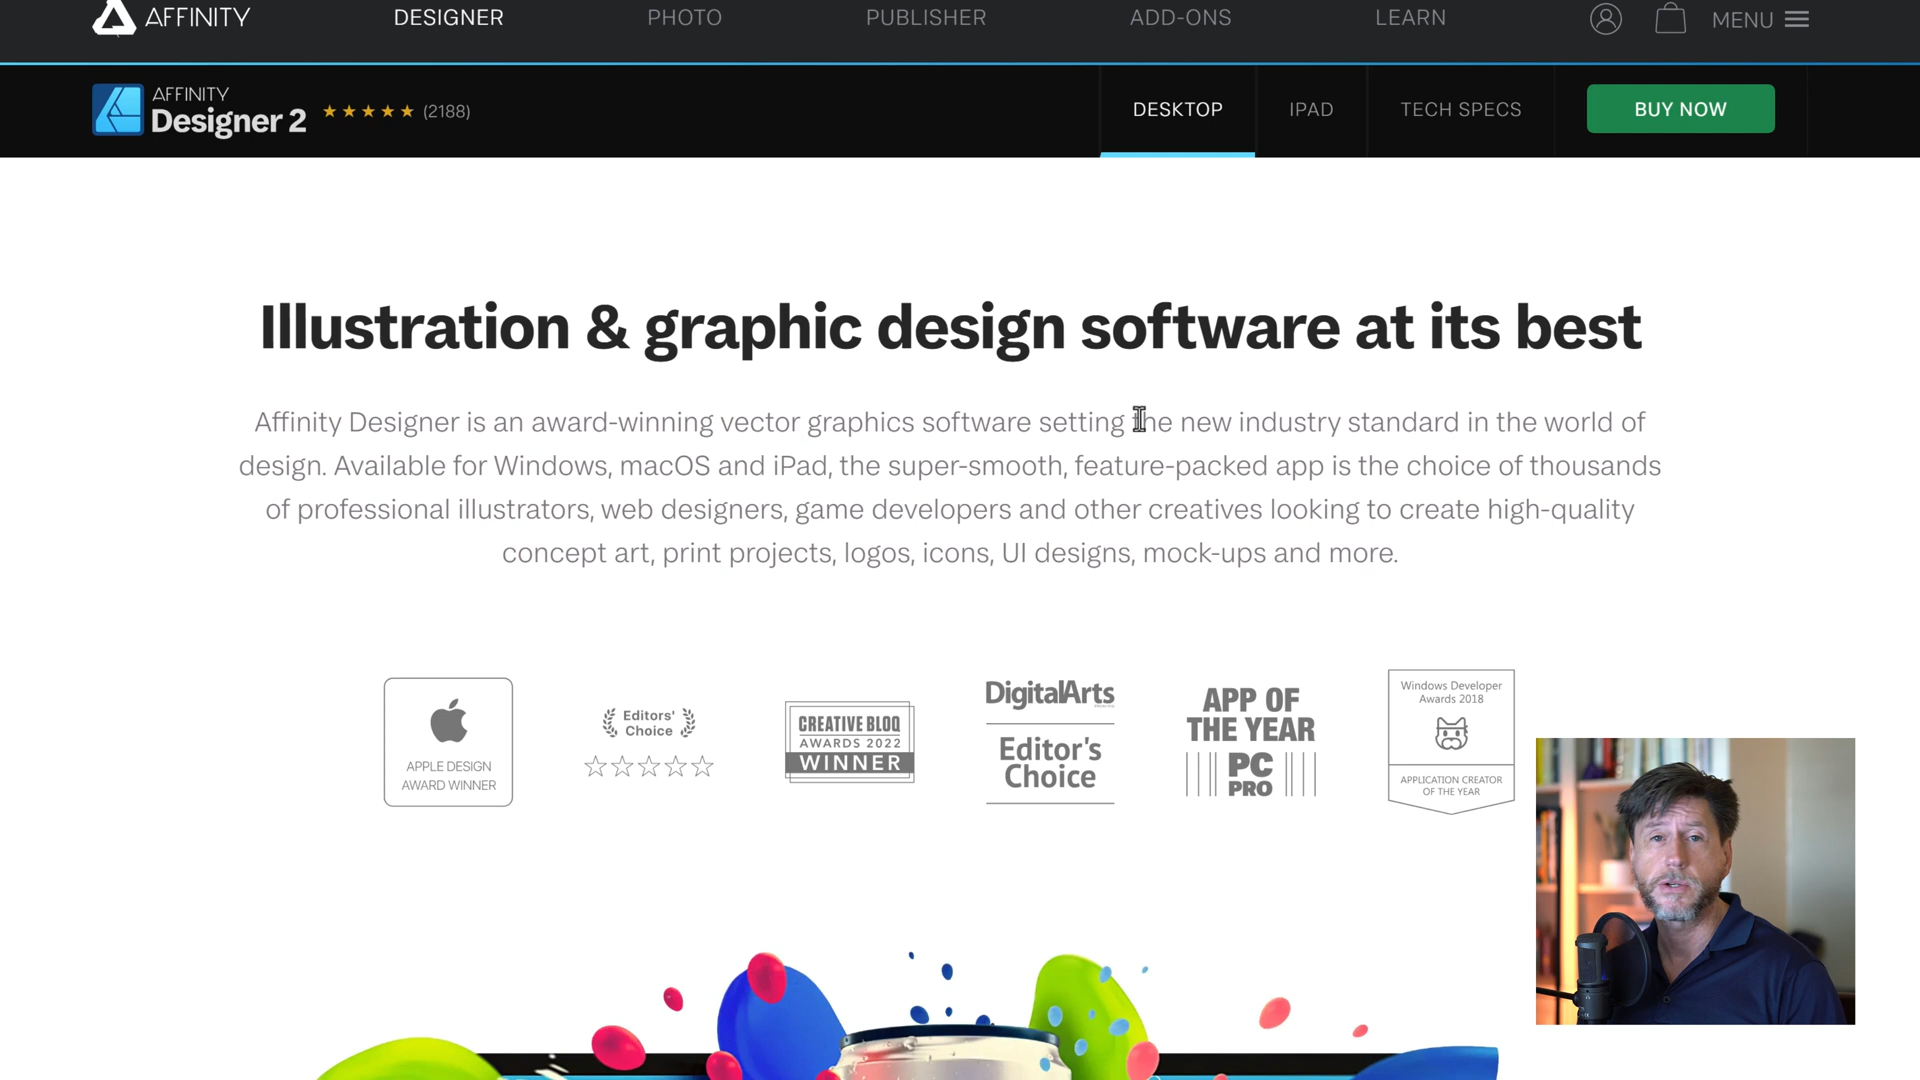 AFFINITY DESIGNER PHOTO PUBLISHER ADD-ONS LEARN MENU
AFFINITY
Designer 2 ★★★★★ (2188) DESKTOP IPAD TECH SPECS BUY NOW
Illustration & graphic design software at its best
Affinity Designer is an award-winning vector graphics software setting the new industry standard in the world of
design. Available for Windows, macOS and iPad, the super-smooth, feature-packed app is the choice of thousands
of professional illustrators, web designers, game developers and other creatives looking to create high-quality
concept art, print projects, logos, icons, UI designs, mock-ups and more.
APPLE DESIGN
AWARD WINNER
Editors'
Choice
CREATIVE BLOQ
AWARDS 2022
WINNER
DigitalArts
Editor's
Choice
APP OF
THE YEAR
PC
PRO
Windows Developer
Awards 2018
APPLICATION CREATOR
OF THE YEAR